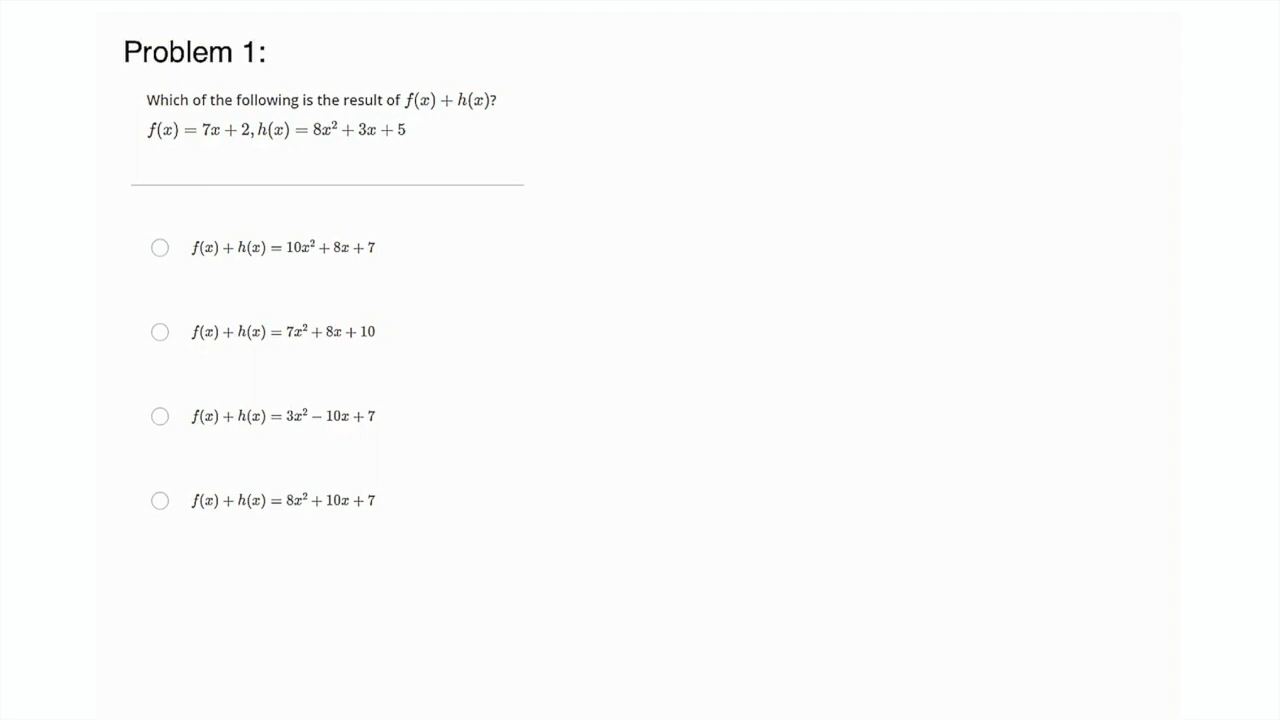 Problem 1:
Which of the following is the result of f(x) + h(x)?
f(x) = 7x + 2, h(x) = 8x² + 3x + 5
f(x) + h(x) = 10x² + 8x + 7
f(x) + h(x) = 7x² + 8x + 10
f(x) + h(x) = 3x² − 10x + 7
f(x) + h(x) = 8x² + 10x + 7